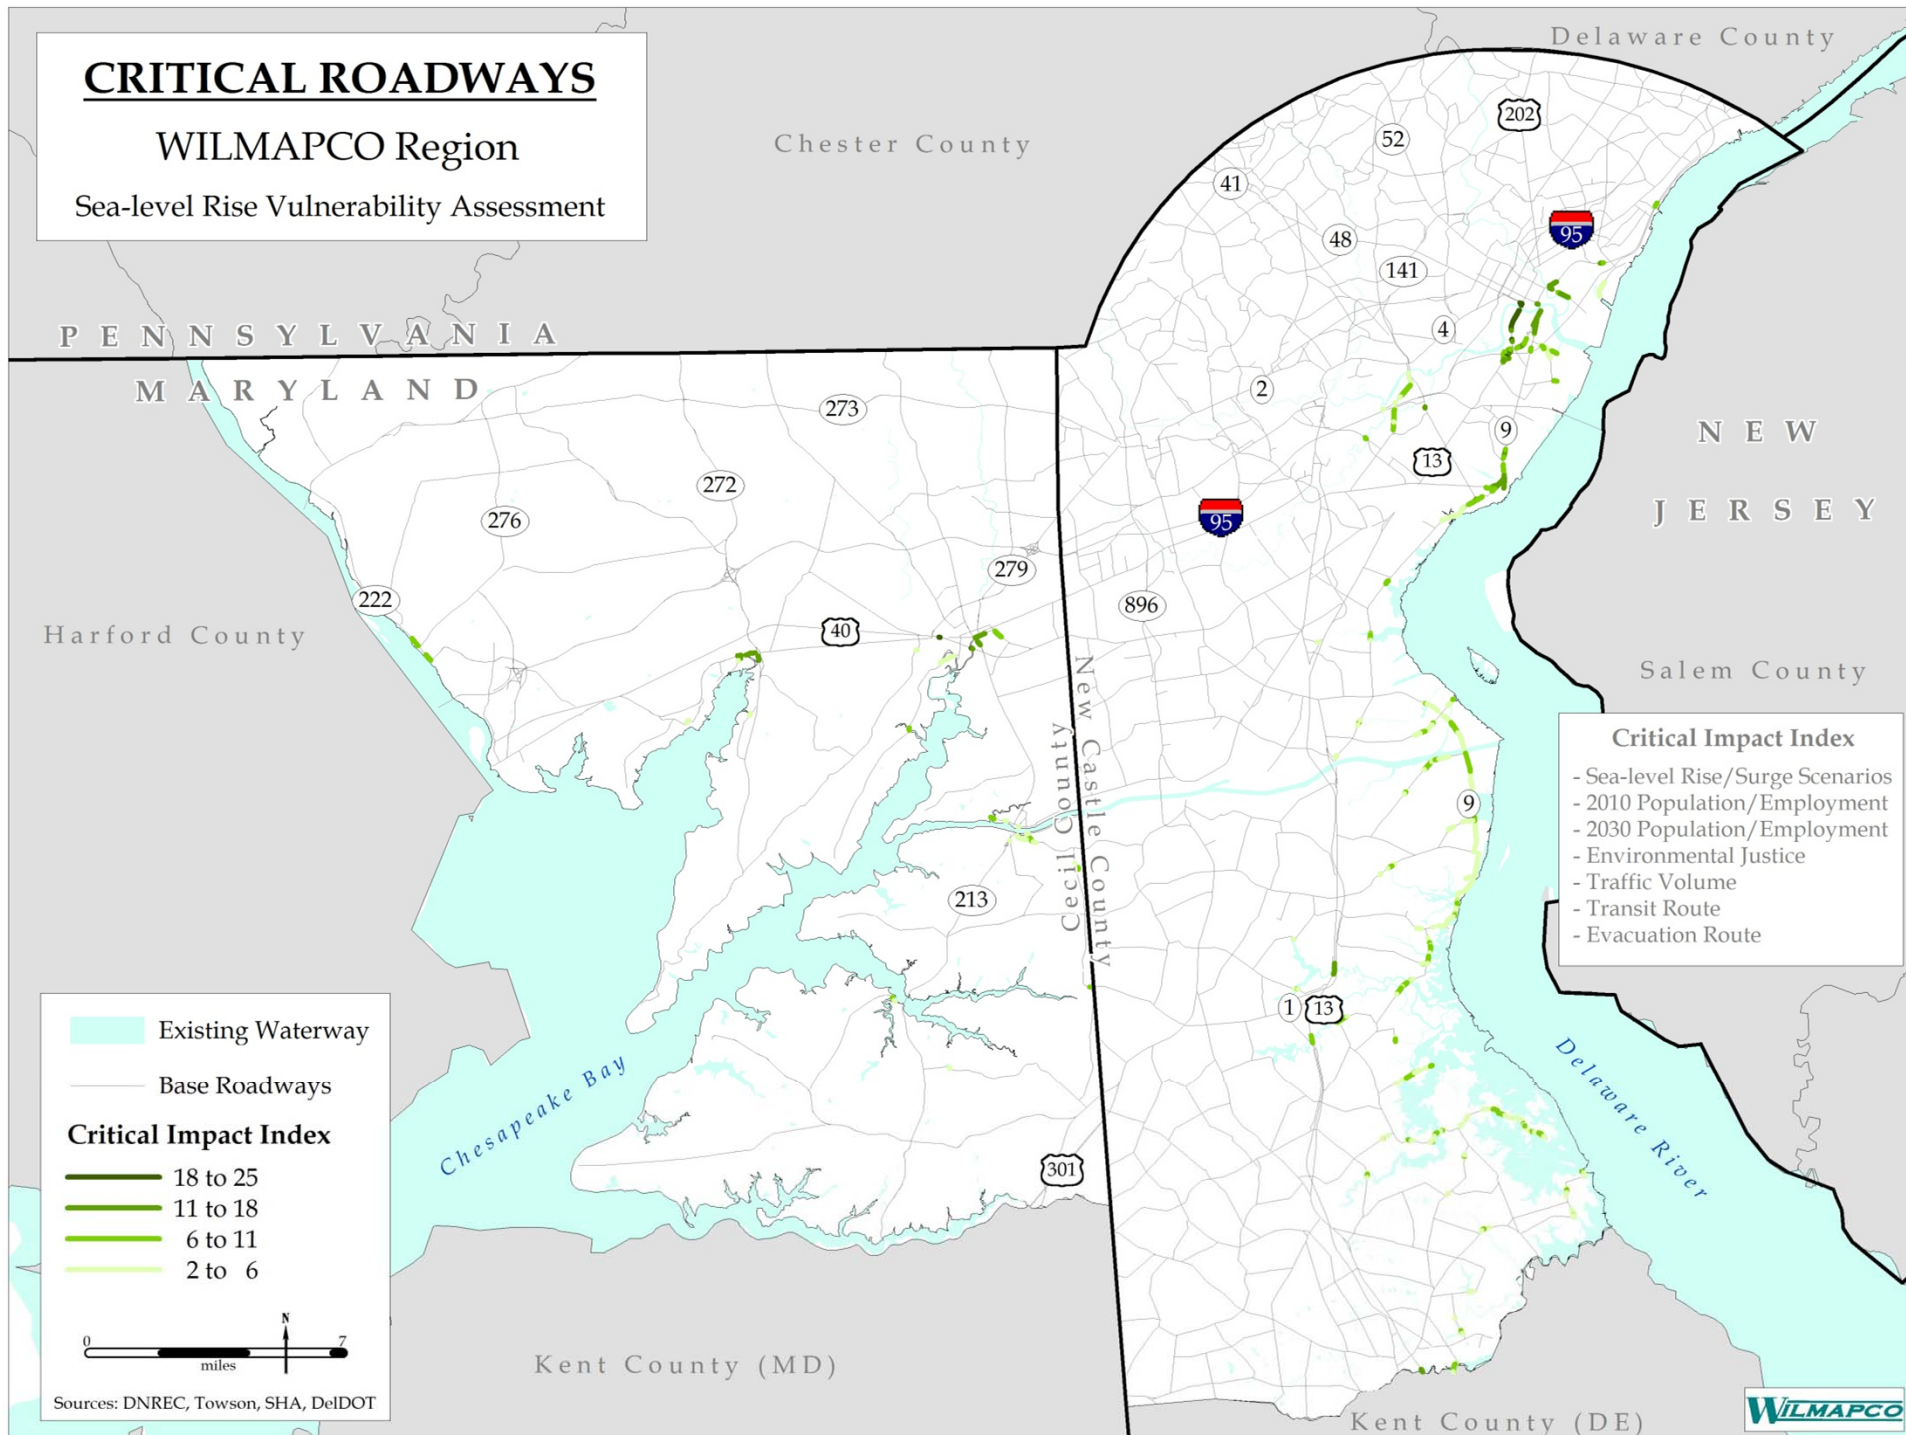 CRITICAL ROADWAYS
WILMAPCO Region
Sea-level Rise Vulnerability Assessment
Delaware County
Chester County
202
52
41
95
48
141
4
PENNSYLVANIA
MARYLAND
2
273
9
NEW
JERSEY
13
272
276
95
279
222
896
40
Harford County
Salem County
New Castle County
Cecil County
9
213
1
13
301
Chesapeake Bay
Delaware River
Critical Impact Index
- Sea-level Rise/Surge Scenarios
- 2010 Population/Employment
- 2030 Population/Employment
- Environmental Justice
- Traffic Volume
- Transit Route
- Evacuation Route
Existing Waterway
Base Roadways
Critical Impact Index
18 to 25
11 to 18
6 to 11
2 to 6
N
0 7
miles
Sources: DNREC, Towson, SHA, DelDOT
Kent County (MD)
Kent County (DE)
WILMAPCO